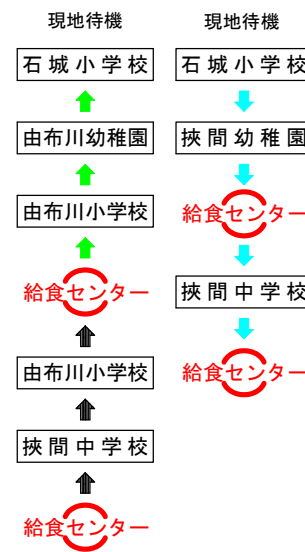 現地待機
石城小学校
由布川幼稚園
由布川小学校
給食センター
由布川小学校
挾間中学校
給食センター
現地待機
石城小学校
挾間幼稚園
給食センター
挾間中学校
給食センター